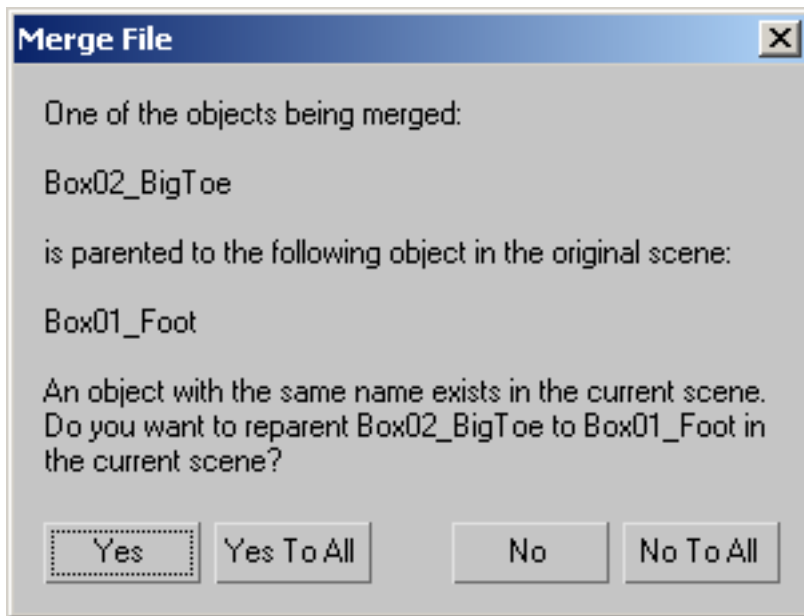 Merge File
One of the objects being merged:
Box02_BigToe
is parented to the following object in the original scene:
Box01_Foot
An object with the same name exists in the current scene.
Do you want to reparent Box02_BigToe to Box01_Foot in
the current scene?
Yes Yes To All No No To All